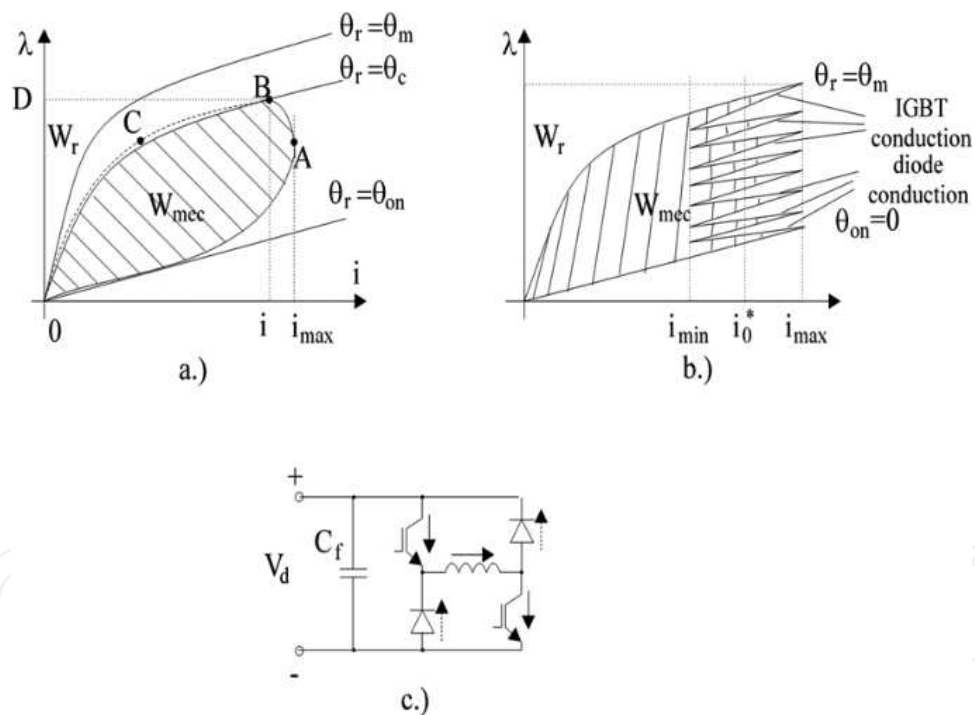 λ
θr=θm
θr=θc
D
B
C
Wr
A
Wmec
θr=θon
i
0
i
imax
a.)
λ
θr=θm
IGBT
conduction
diode
conduction
Wr
Wmec
θon=0
imin
i0*
imax
b.)
+
Cf
Vd
-
c.)